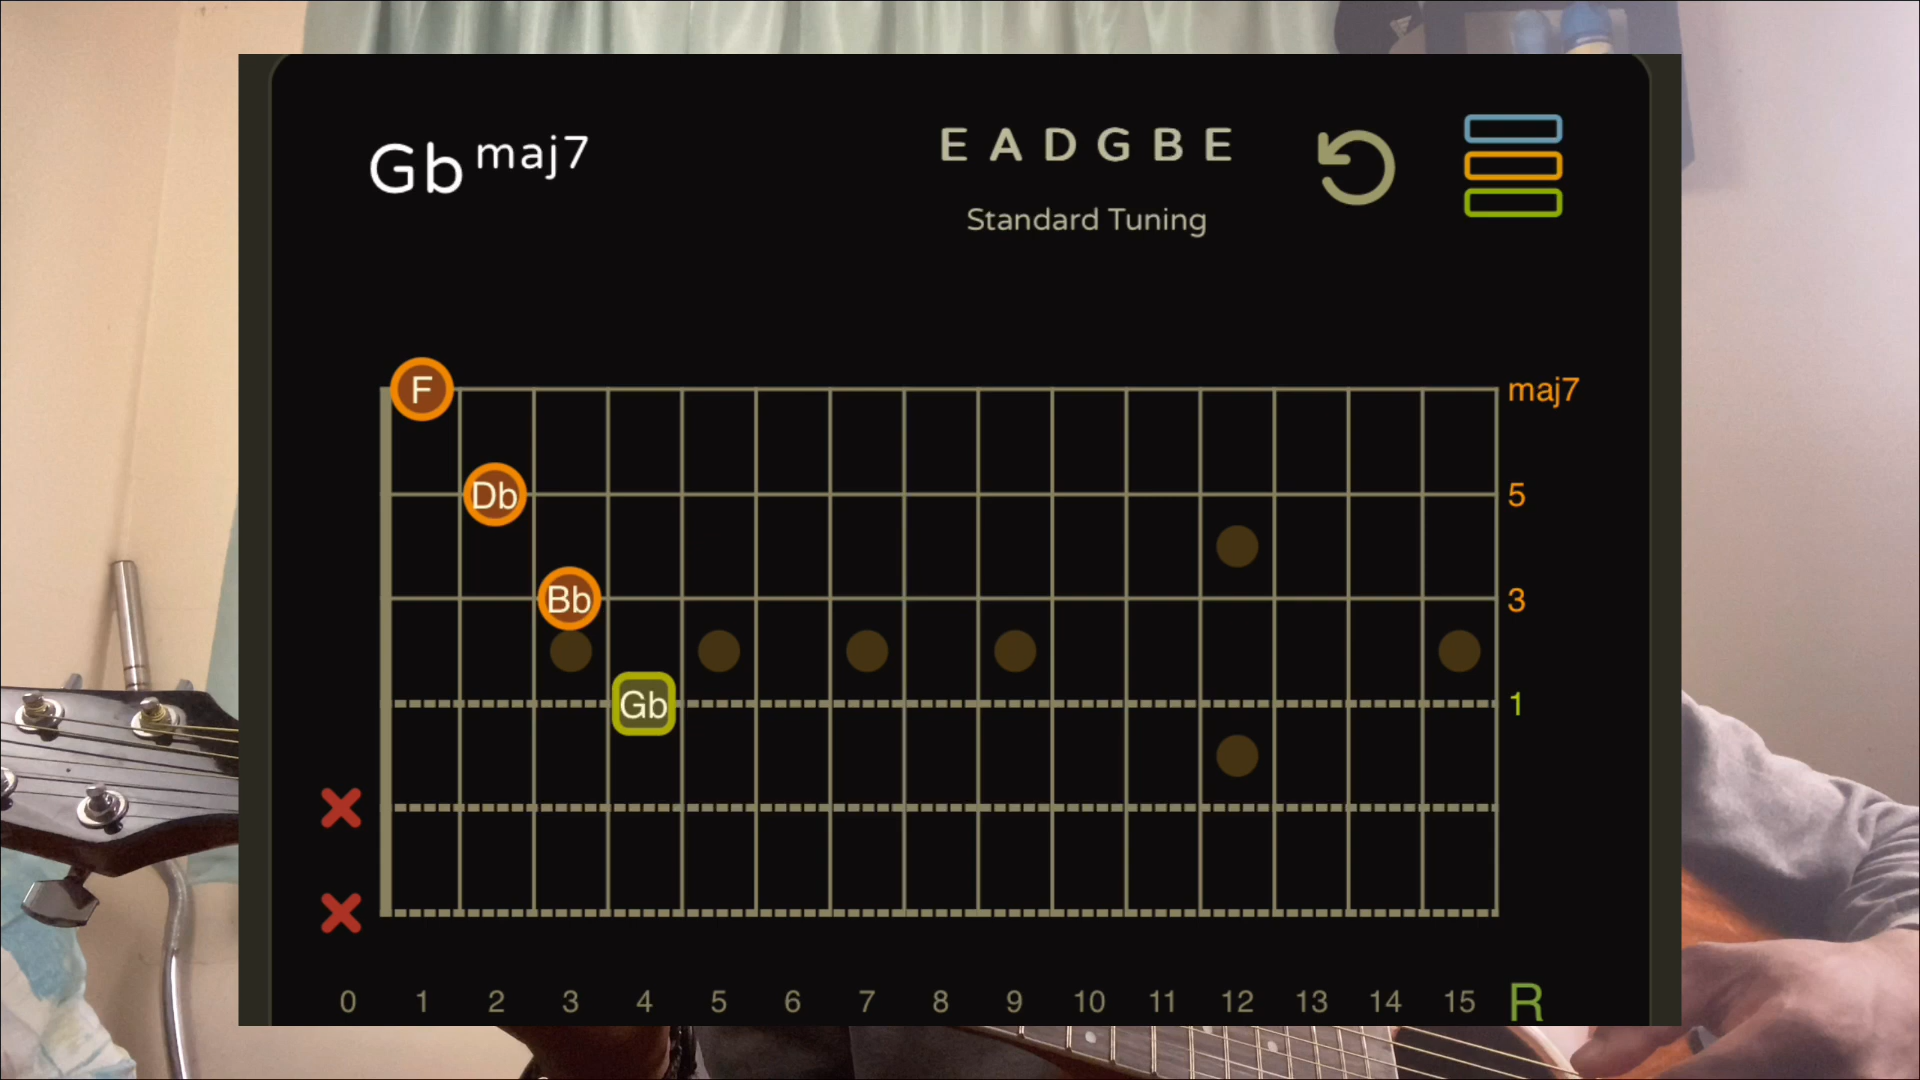 Gb maj7
E A D G B E
Standard Tuning
F maj7
Db 5
Bb 3
Gb 1
0 1 2 3 4 5 6 7 8 9 10 11 12 13 14 15 R